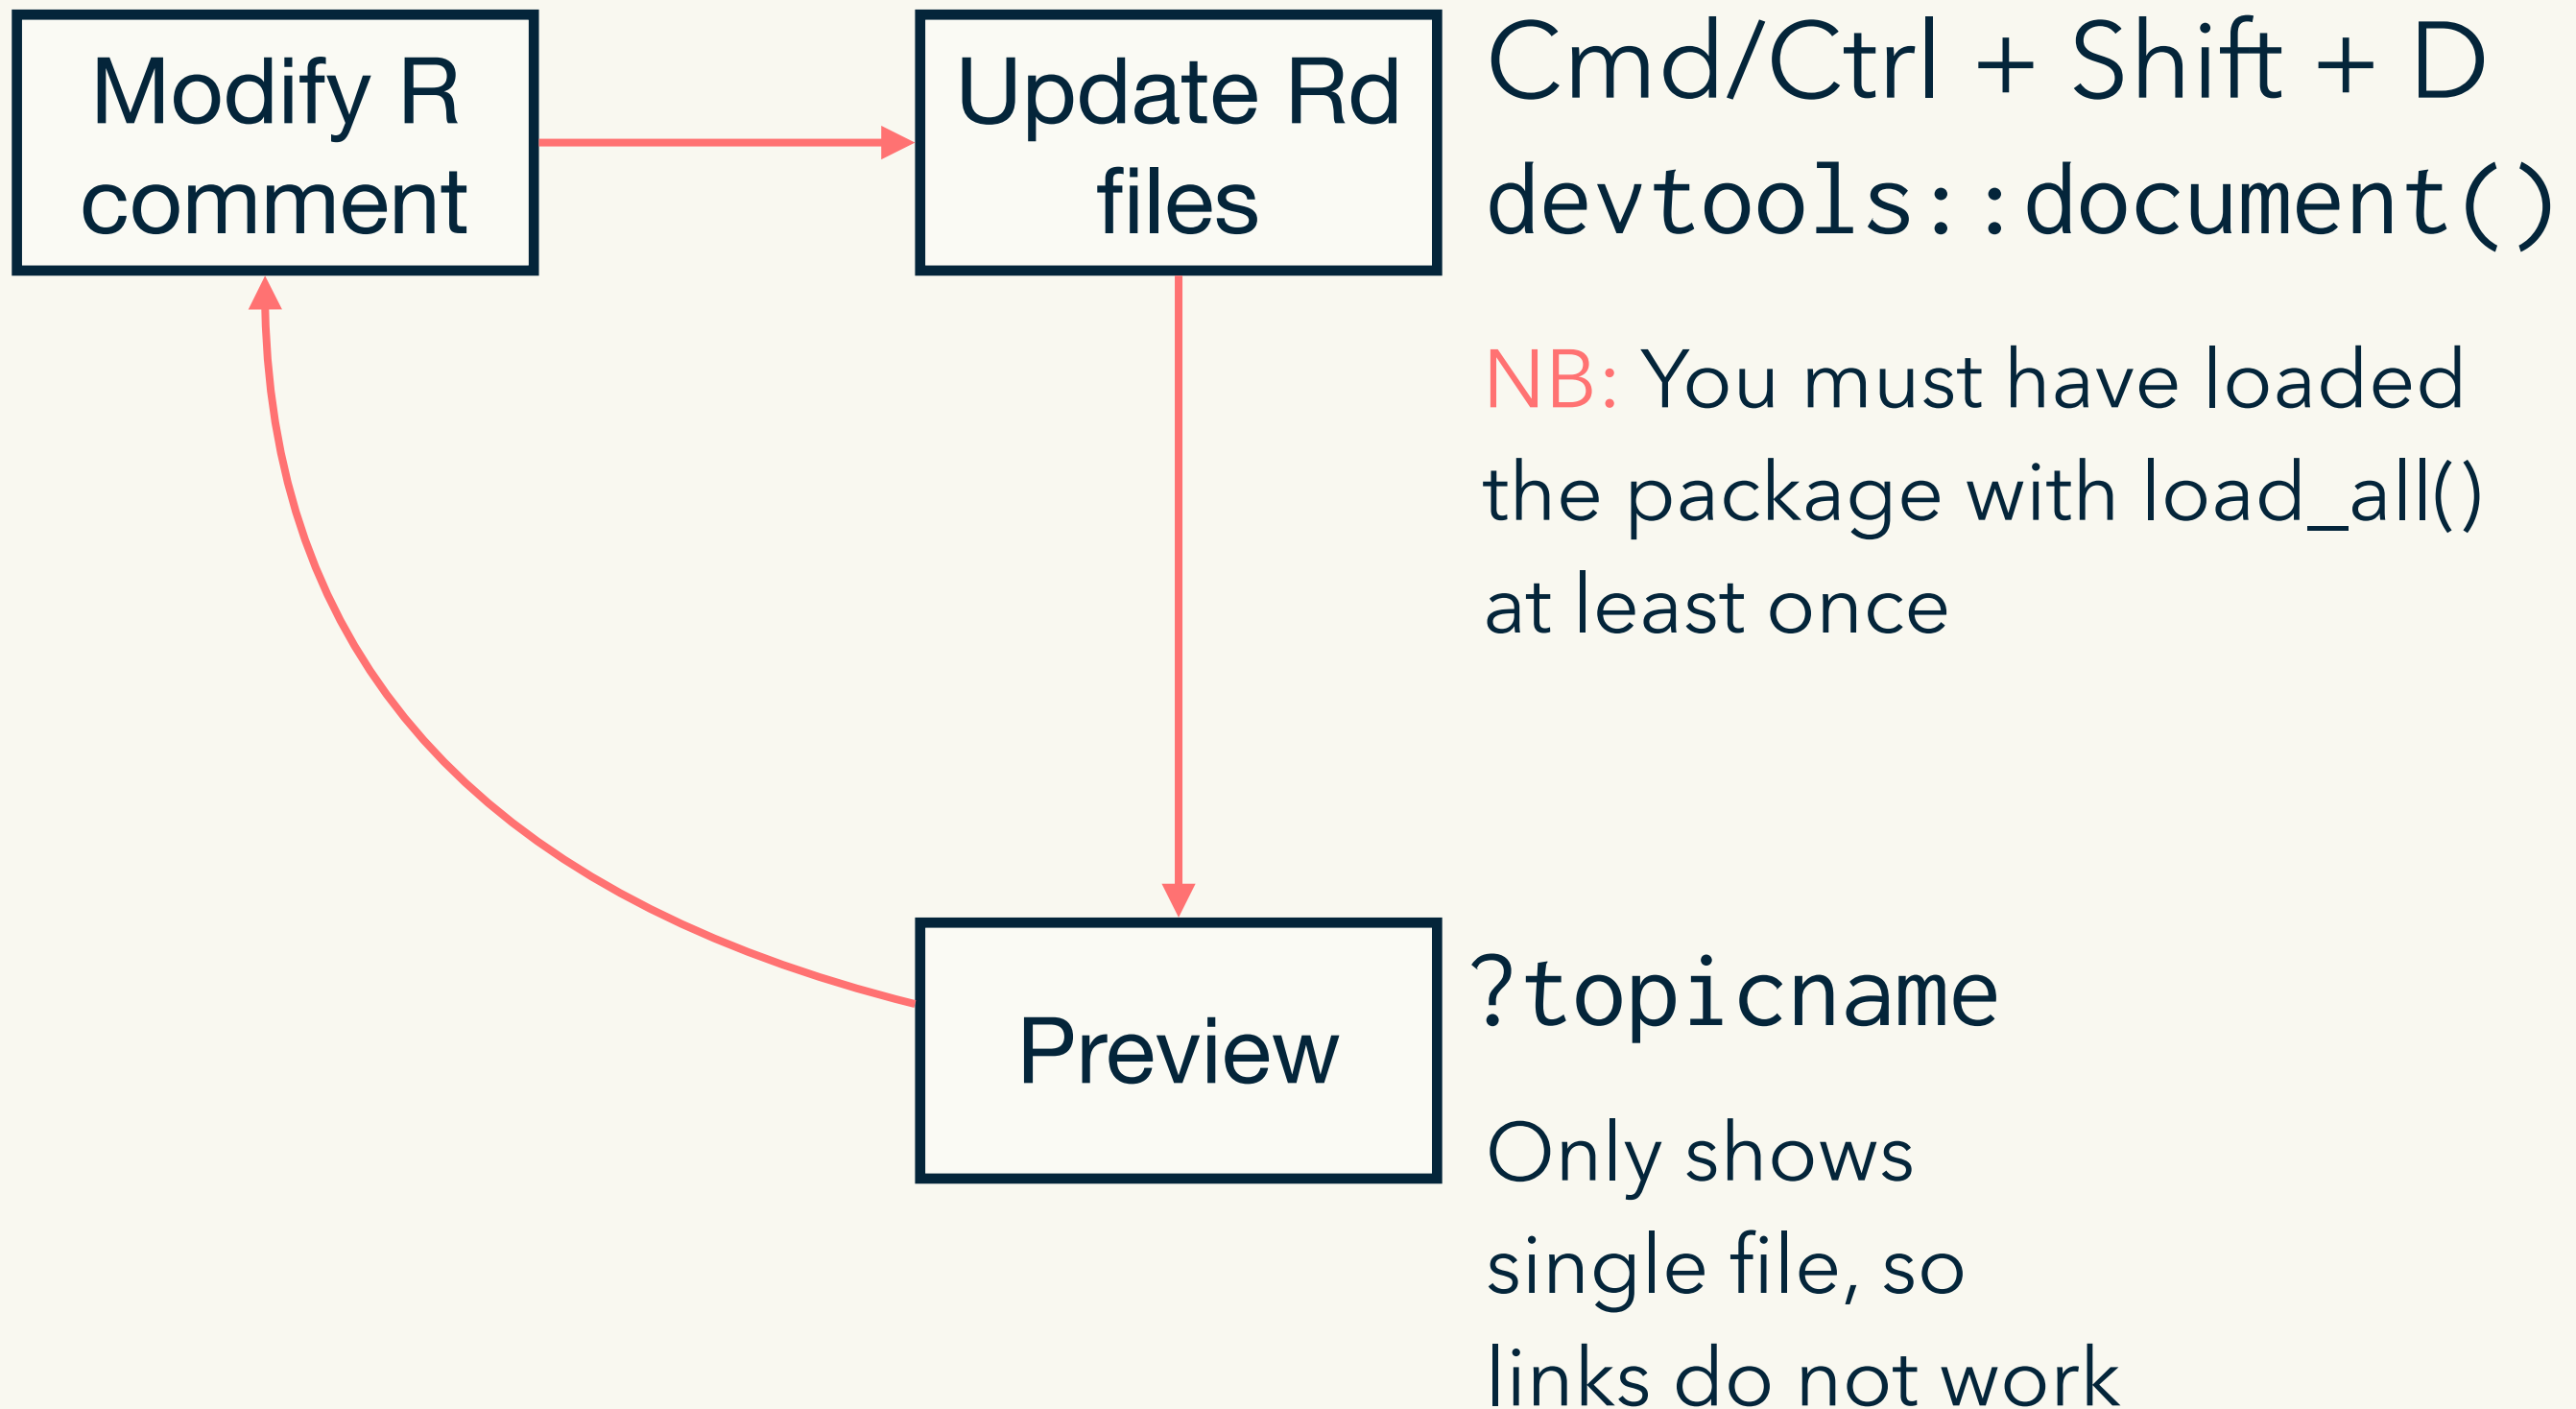 Modify R
comment
Update Rd
files
Cmd/Ctrl + Shift + D
devtools::document()
NB: You must have loaded
the package with load_all()
at least once
Preview
?topicname
Only shows
single file, so
links do not work